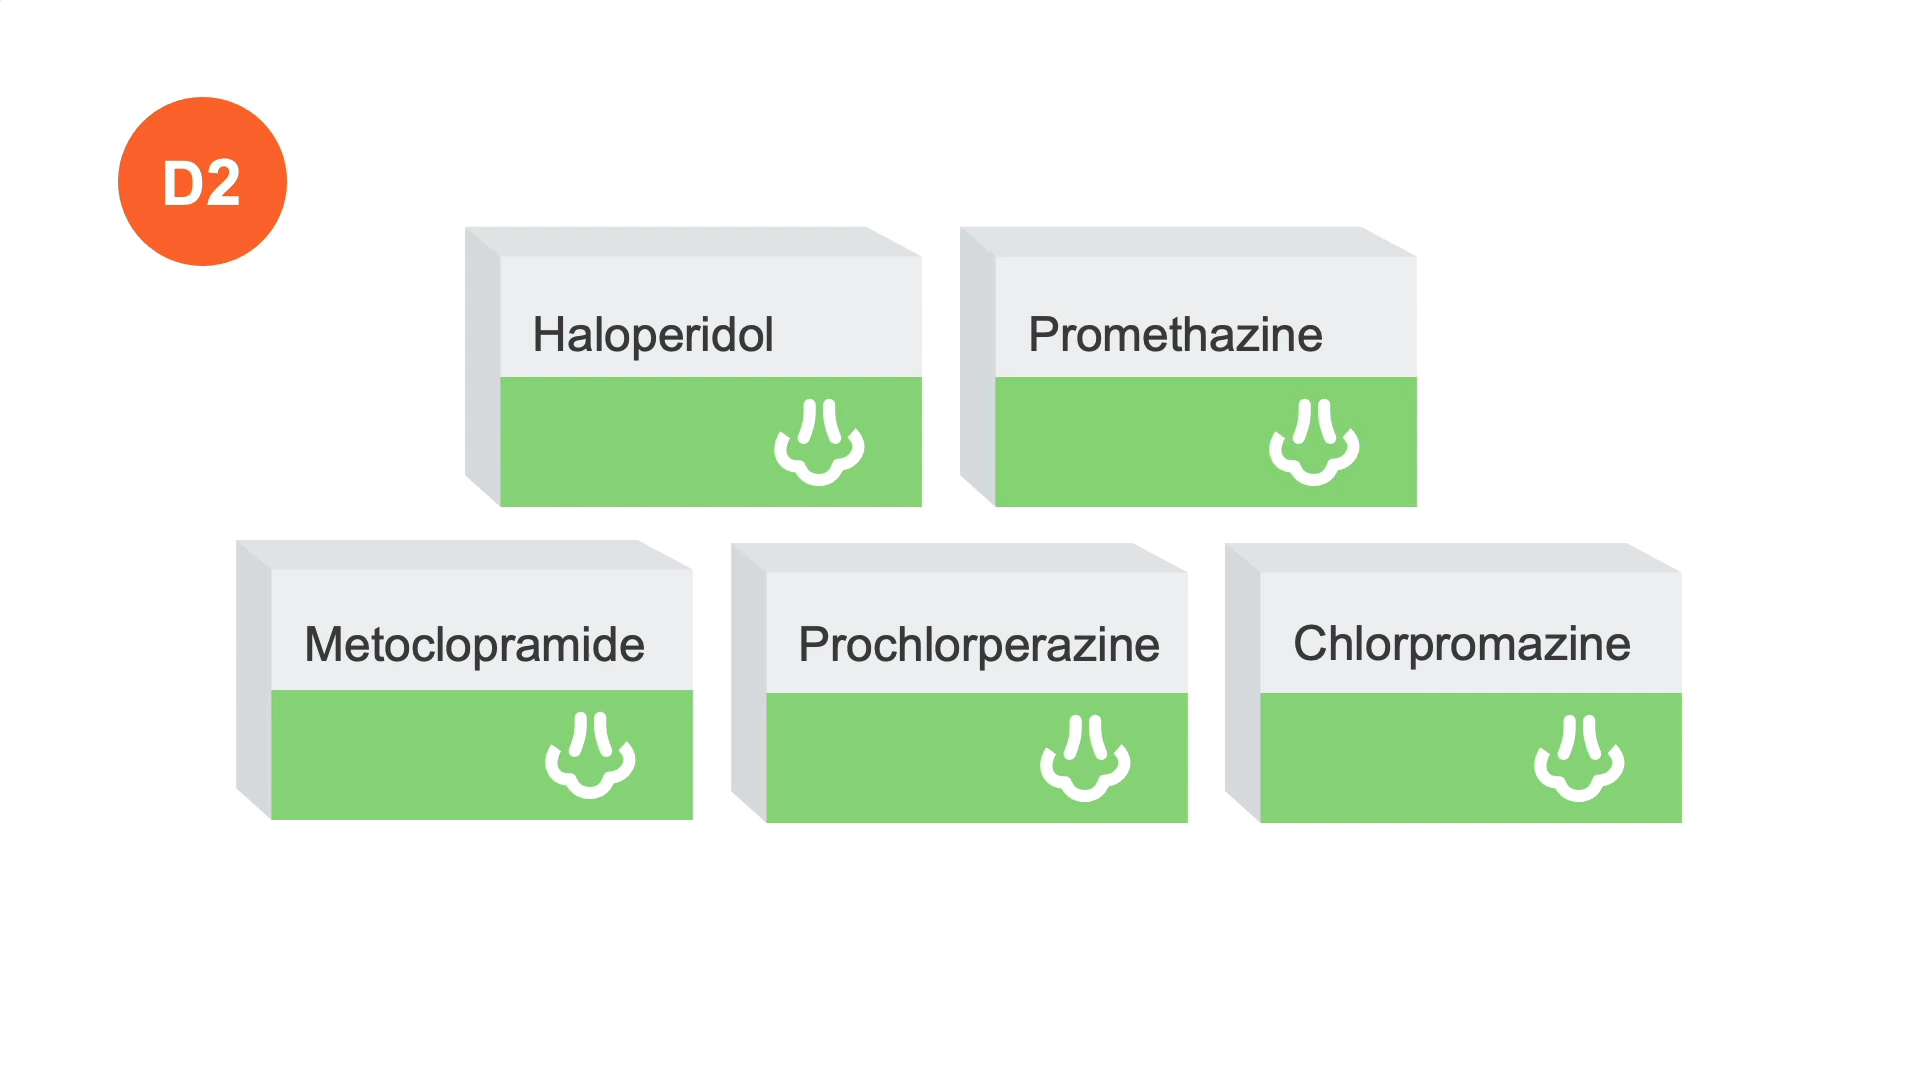 D2
Haloperidol
Promethazine
Metoclopramide
Prochlorperazine
Chlorpromazine